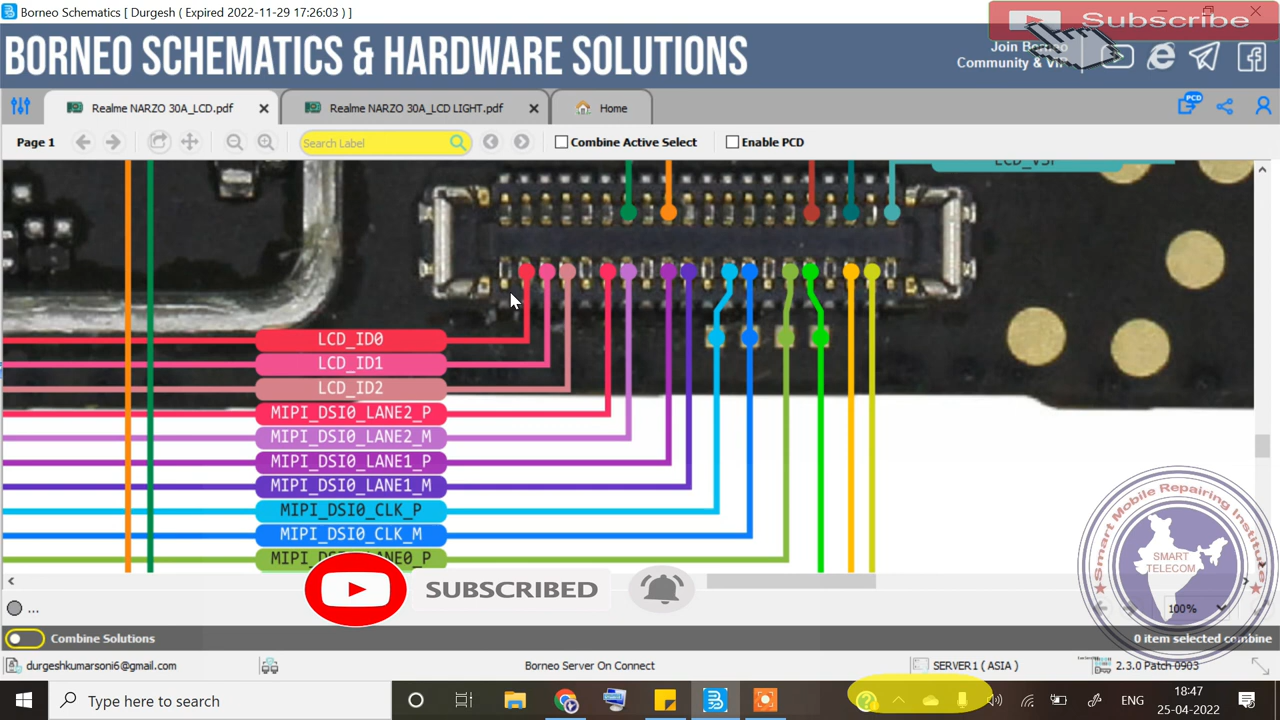 Borneo Schematics [ Durgesh ( Expired 2022-11-29 17:26:03 ) ]
Subscribe
BORNEO SCHEMATICS & HARDWARE SOLUTIONS
Join Borneo
Community & VIP
Realme NARZO 30A_LCD.pdf
Realme NARZO 30A_LCD LIGHT.pdf
Home
PCD
Page 1
Search Label
Combine Active Select
Enable PCD
LCD_ID0
LCD_ID1
LCD_ID2
MIPI_DSI0_LANE2_P
MIPI_DSI0_LANE2_M
MIPI_DSI0_LANE1_P
MIPI_DSI0_LANE1_M
MIPI_DSI0_CLK_P
MIPI_DSI0_CLK_M
MIPI_DSI0_LANE0_P
SUBSCRIBED
Smart Mobile Repairing Institute
SMART
TELECOM
...
100%
Combine Solutions
0 item selected combine
durgeshkumarsoni6@gmail.com
Borneo Server On Connect
SERVER1 ( ASIA )
2.3.0 Patch 0903
Type here to search
ENG
18:47
25-04-2022